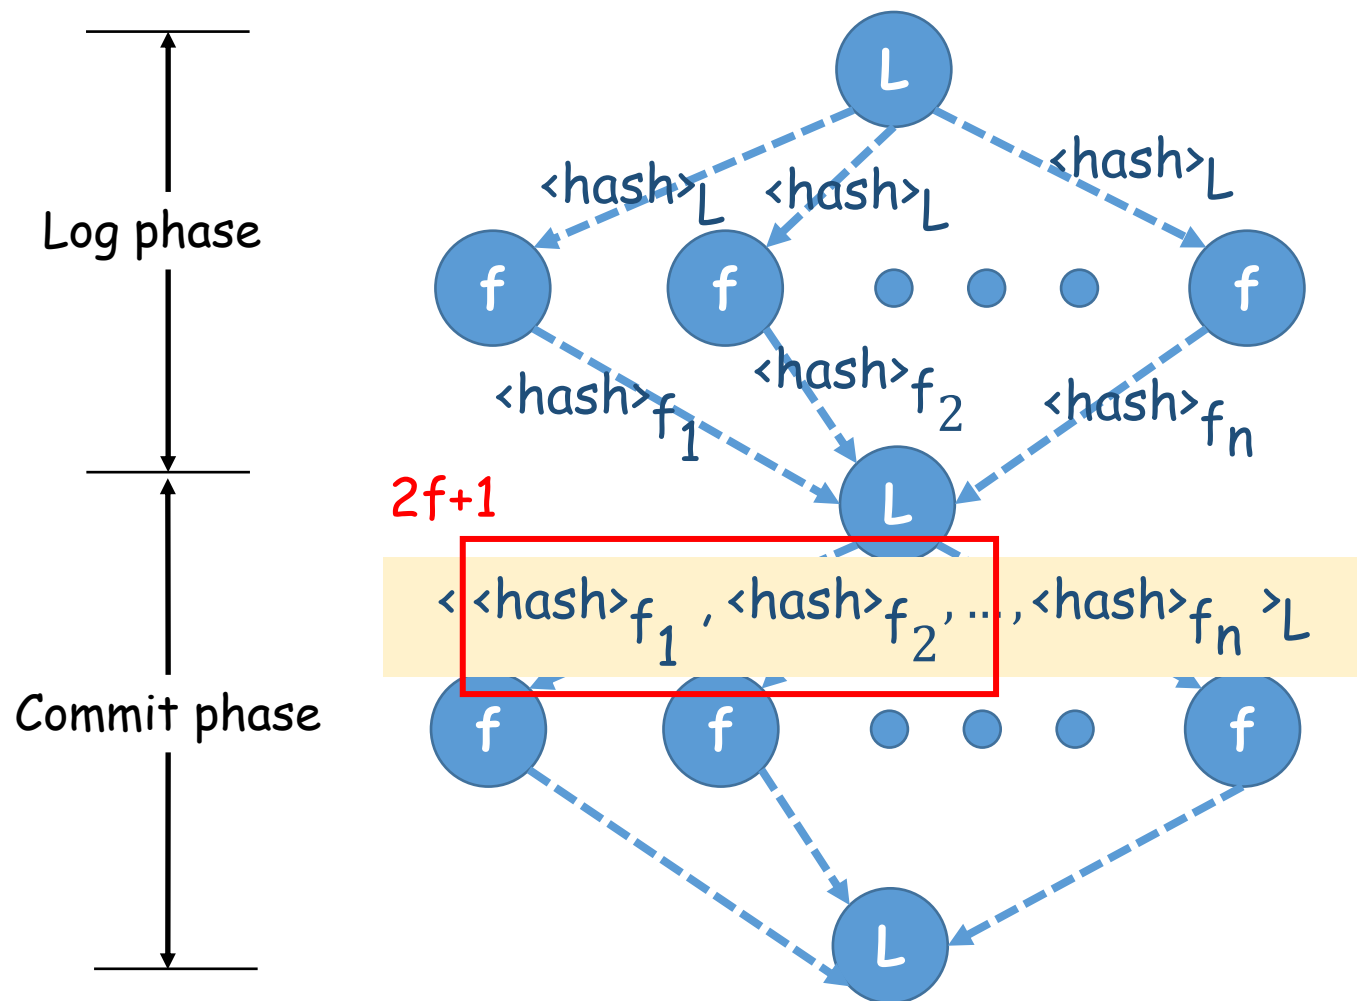 L
<hash>L <hash>L <hash>L
Log phase
f f f
<hash>f1 <hash>f2 <hash>fn
2f+1
L
< <hash>f1 , <hash>f2, ..., <hash>fn >L
Commit phase
f f f
L